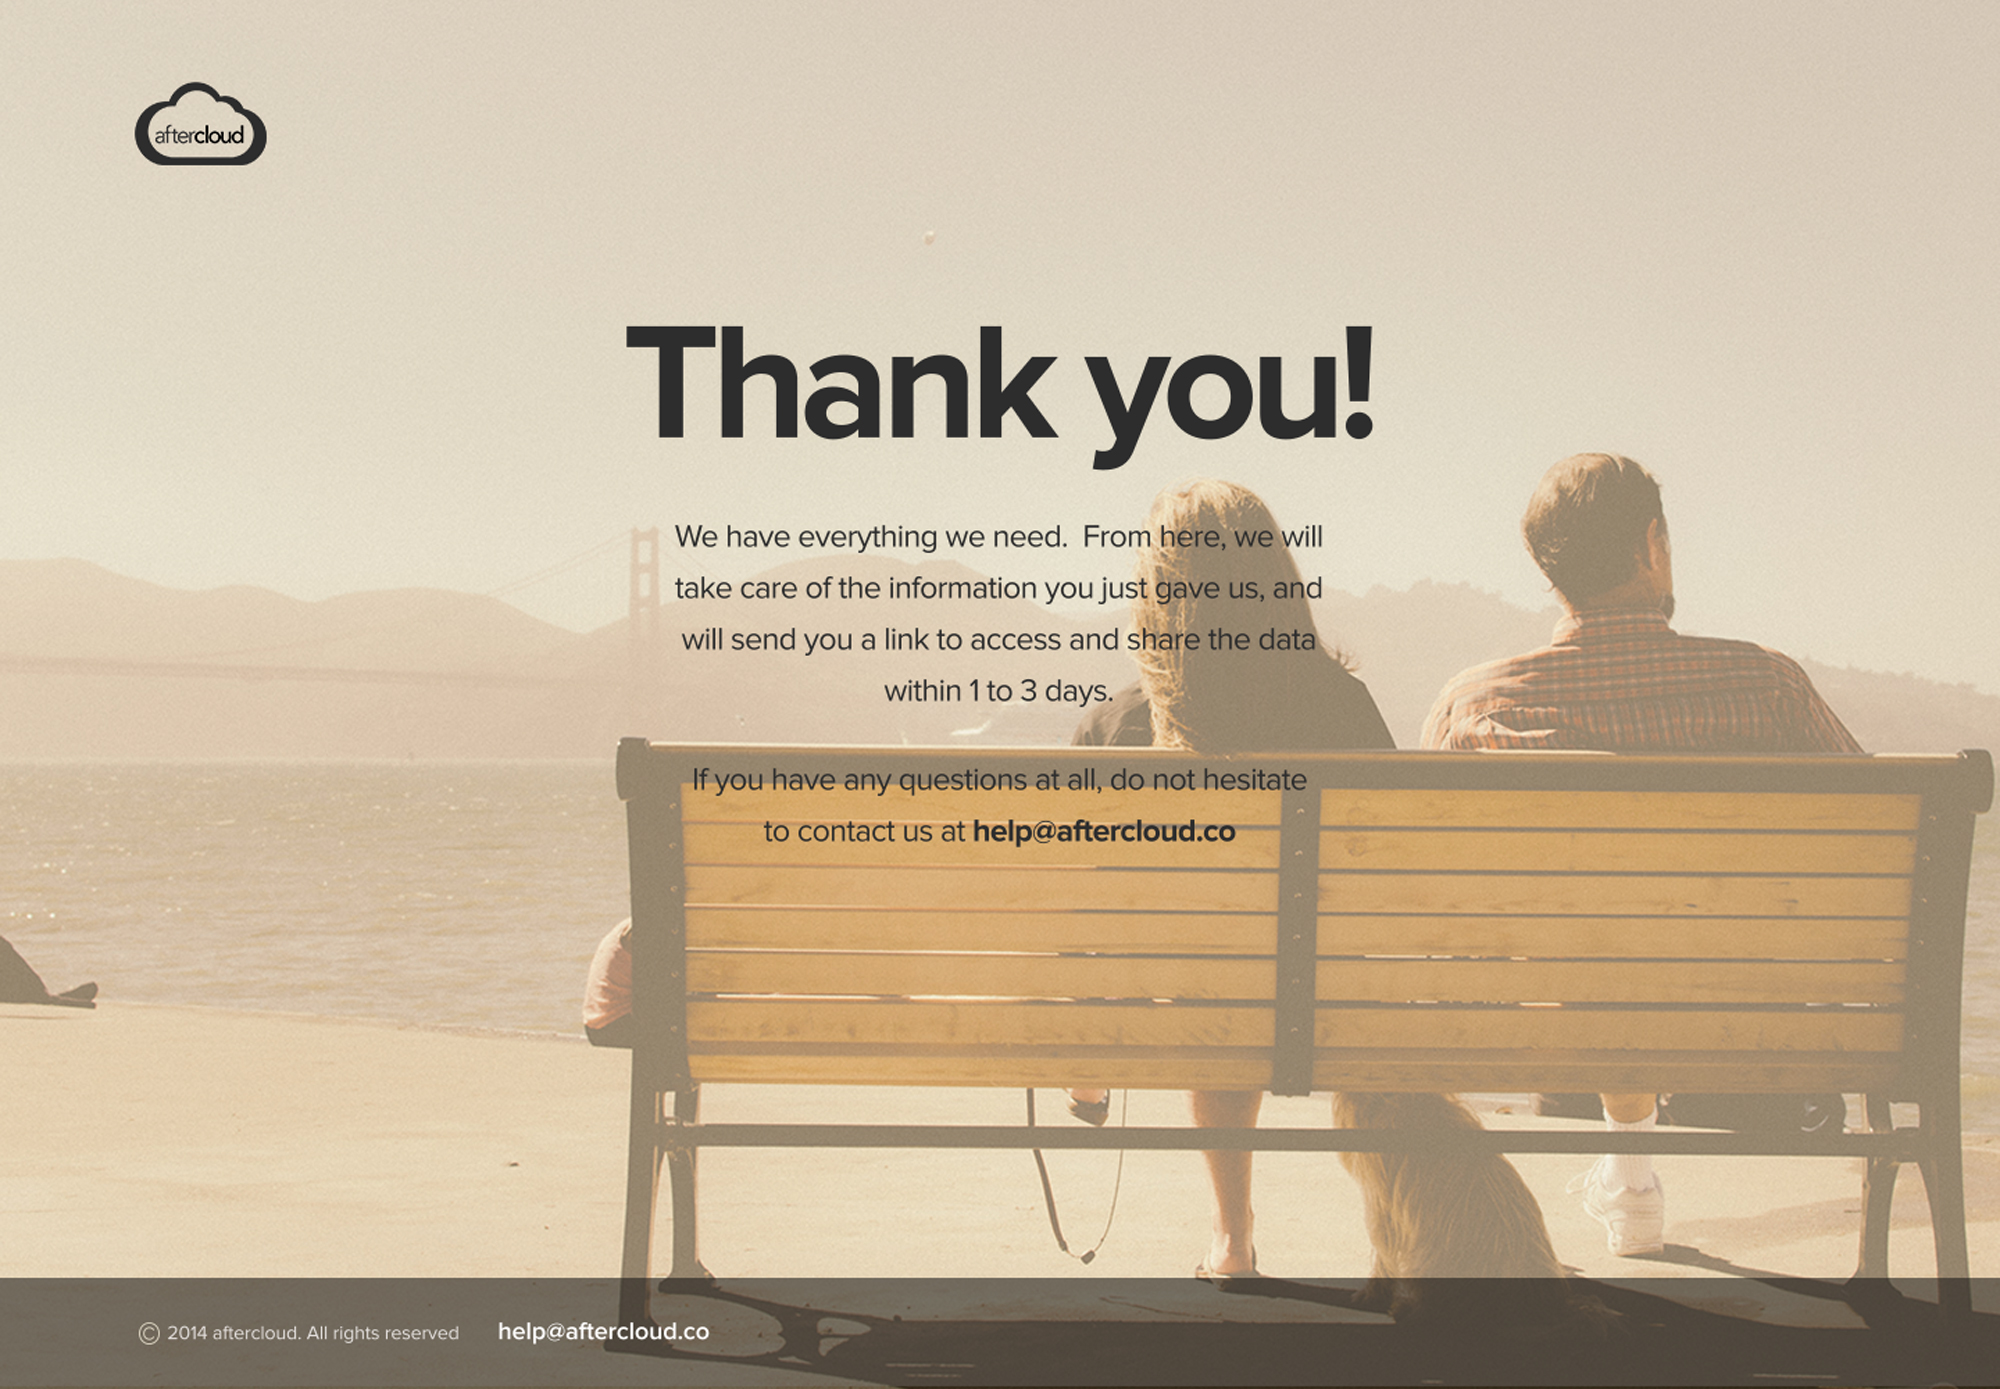 aftercloud
Thank you!
We have everything we need.  From here, we will
take care of the information you just gave us, and
will send you a link to access and share the data
within 1 to 3 days.
If you have any questions at all, do not hesitate
to contact us at help@aftercloud.co
© 2014 aftercloud. All rights reserved help@aftercloud.co